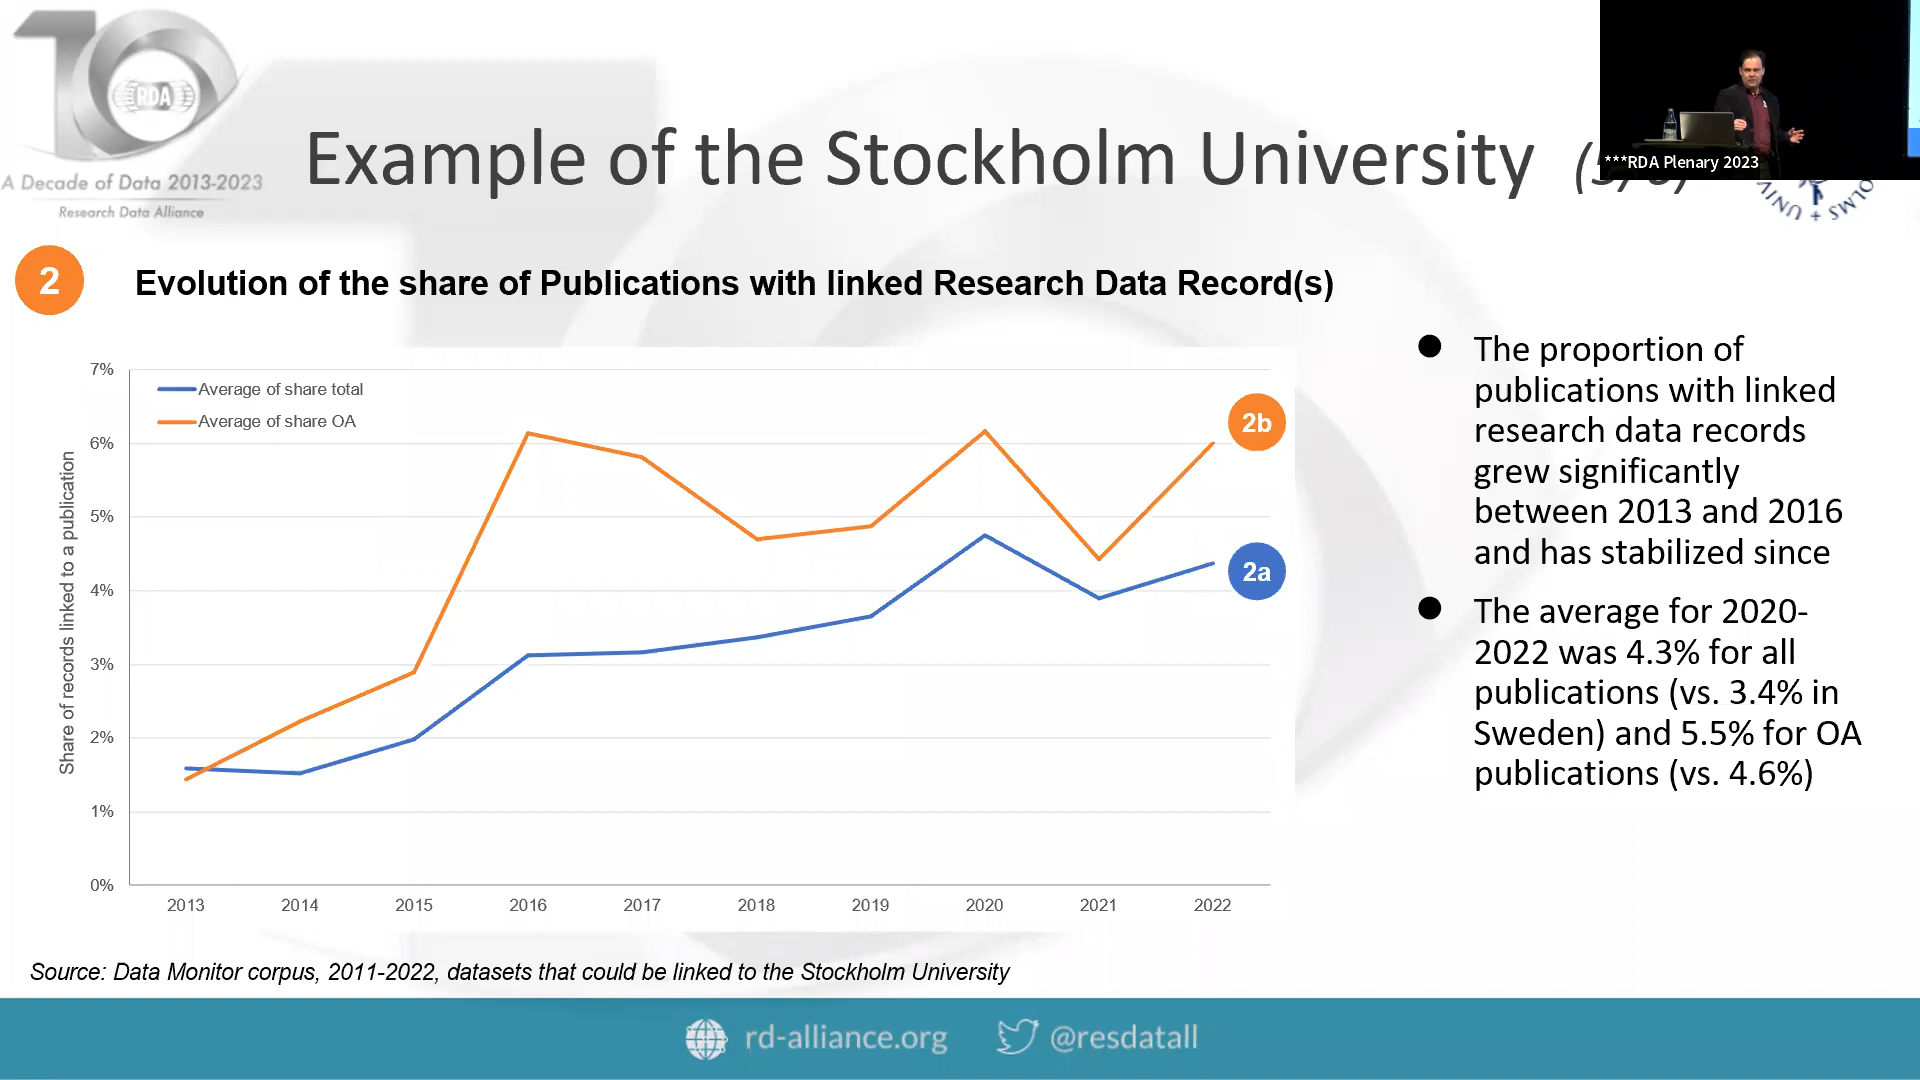 RDA
A Decade of Data 2013-2023
Research Data Alliance
Example of the Stockholm University
***RDA Plenary 2023
2
Evolution of the share of Publications with linked Research Data Record(s)
Share of records linked to a publication
7%
6%
5%
4%
3%
2%
1%
0%
Average of share total
Average of share OA
2b
2a
2013 2014 2015 2016 2017 2018 2019 2020 2021 2022
The proportion of
publications with linked
research data records
grew significantly
between 2013 and 2016
and has stabilized since
The average for 2020-
2022 was 4.3% for all
publications (vs. 3.4% in
Sweden) and 5.5% for OA
publications (vs. 4.6%)
Source: Data Monitor corpus, 2011-2022, datasets that could be linked to the Stockholm University
rd-alliance.org
@resdatall